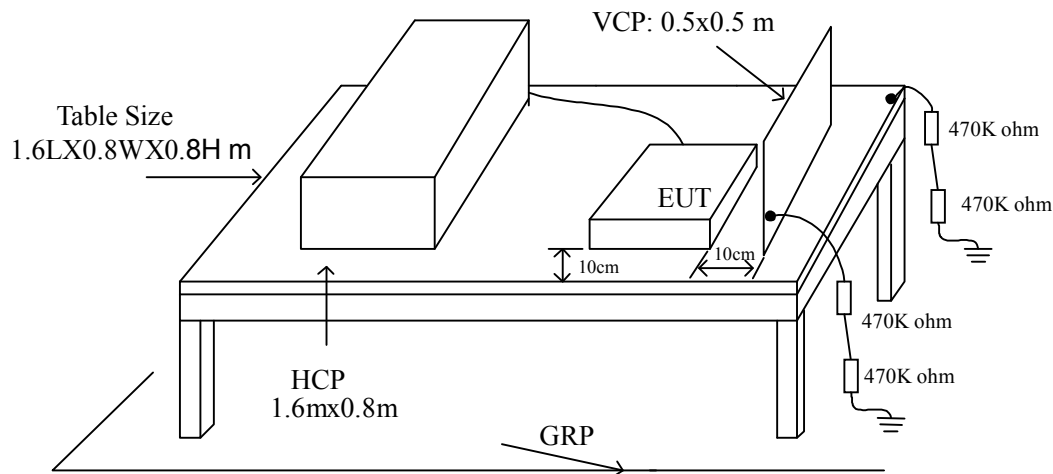 VCP: 0.5x0.5 m
Table Size
1.6LX0.8WX0.8H m
470K ohm
EUT
470K ohm
10cm
10cm
470K ohm
HCP
1.6mx0.8m
470K ohm
GRP